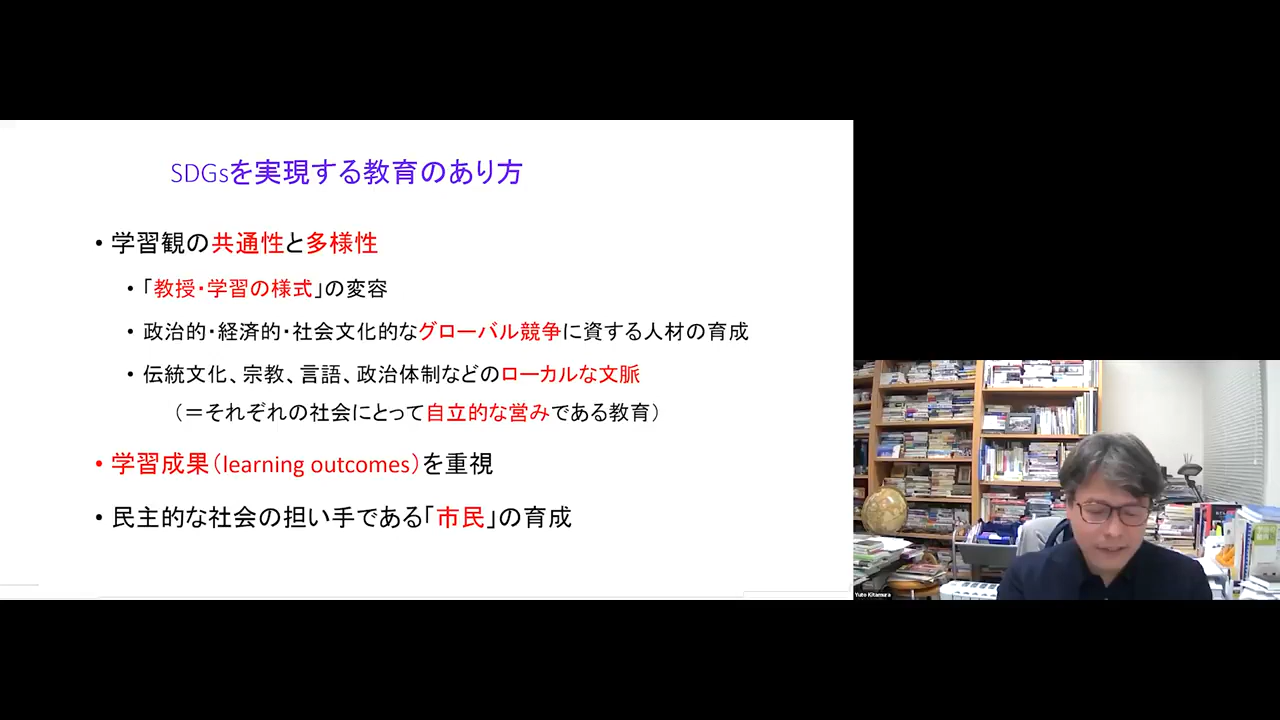 SDGsを実現する教育のあり方
• 学習観の共通性と多様性
• 「教授・学習の様式」の変容
• 政治的・経済的・社会文化的なグローバル競争に資する人材の育成
• 伝統文化、宗教、言語、政治体制などのローカルな文脈
（＝それぞれの社会にとって自立的な営みである教育）
• 学習成果（learning outcomes）を重視
• 民主的な社会の担い手である「市民」の育成
Yuto Kitamura